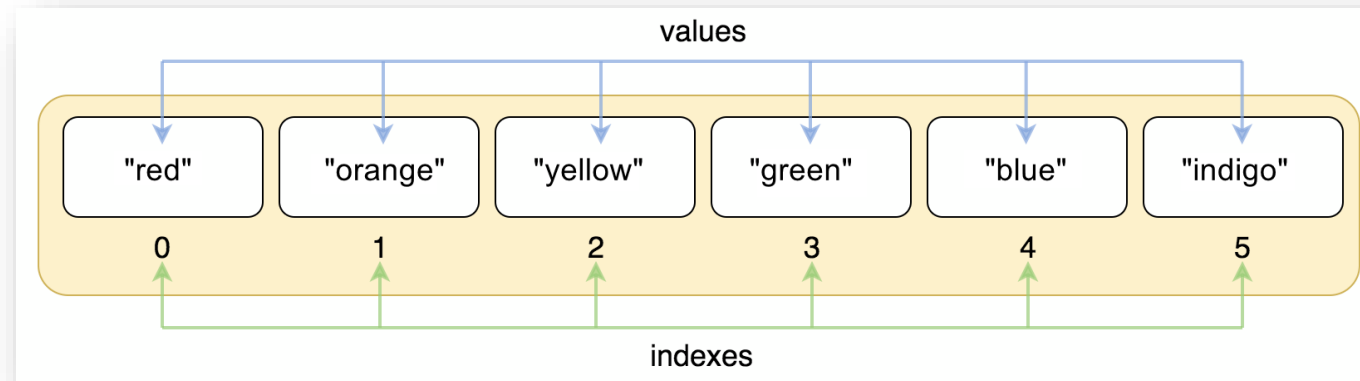 values
"red" "orange" "yellow" "green" "blue" "indigo"
0 1 2 3 4 5
indexes